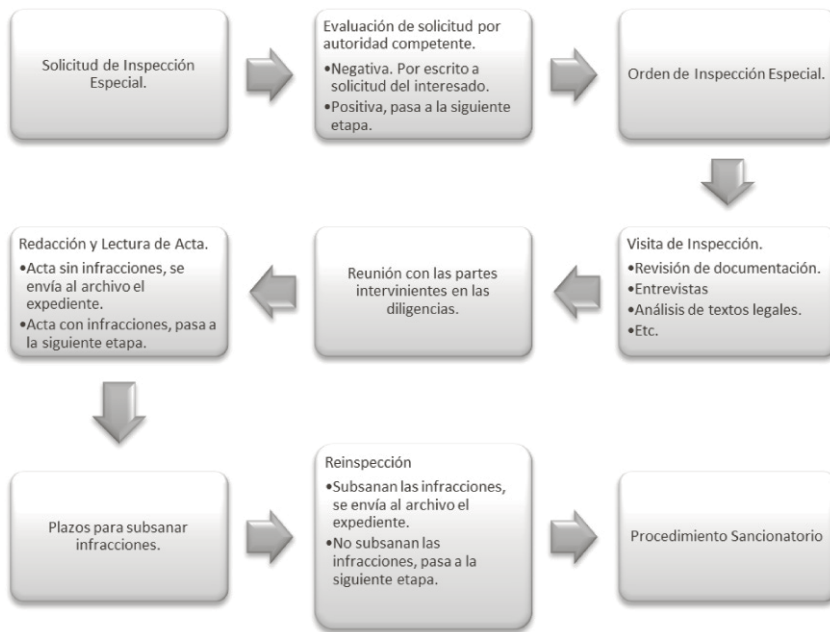 Solicitud de Inspección
Especial.
Evaluación de solicitud por
autoridad competente.
•Negativa. Por escrito a
solicitud del interesado.
•Positiva, pasa a la siguiente
etapa.
Orden de Inspección Especial.
Visita de Inspección.
•Revisión de documentación.
•Entrevistas
•Análisis de textos legales.
•Etc.
Reunión con las partes
intervinientes en las
diligencias.
Redacción y Lectura de Acta.
•Acta sin infracciones, se
envía al archivo el
expediente.
•Acta con infracciones, pasa a
la siguiente etapa.
Plazos para subsanar
infracciones.
Reinspección
•Subsanan las infracciones,
se envía al archivo el
expediente.
•No subsanan las
infracciones, pasa a la
siguiente etapa.
Procedimiento Sancionatorio